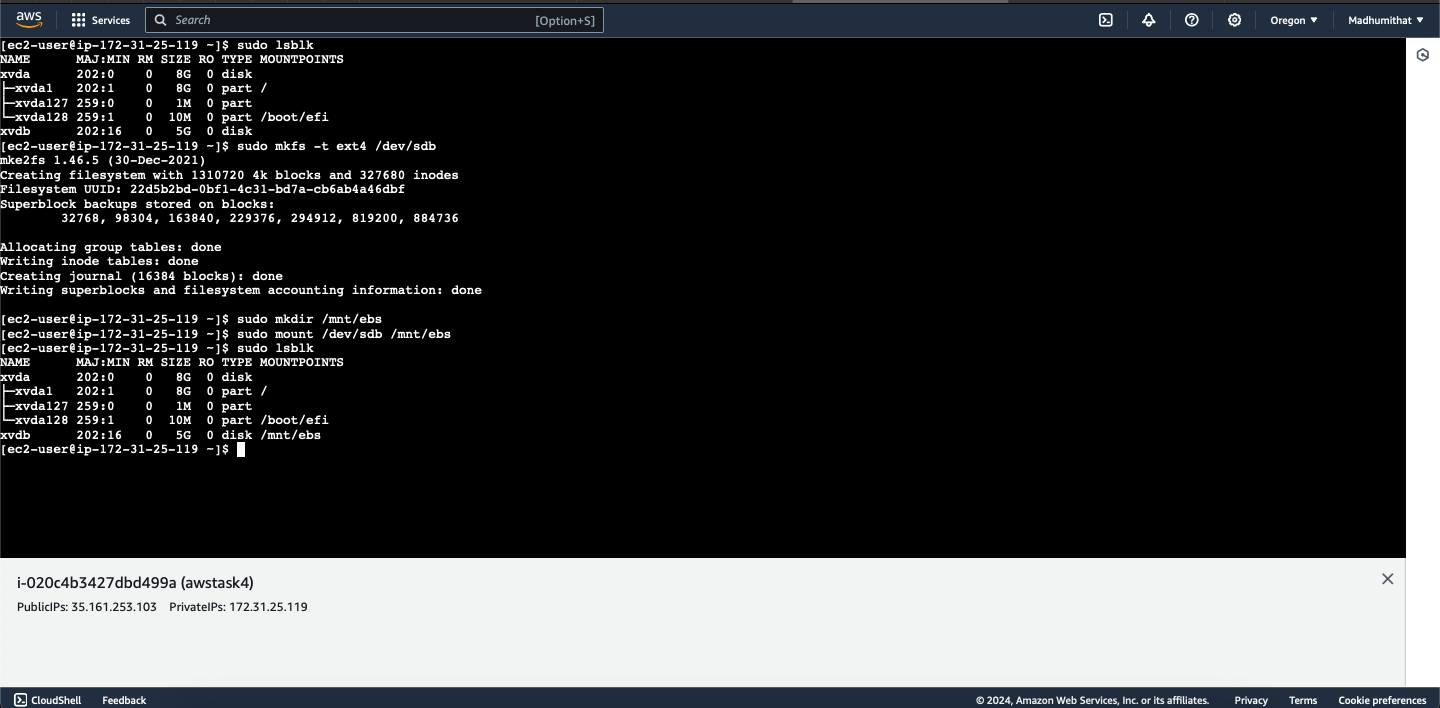 aws Services Search [Option+S] Oregon ▼ Madhumithat ▼
[ec2-user@ip-172-31-25-119 ~]$ sudo lsblk
NAME      MAJ:MIN RM SIZE RO TYPE MOUNTPOINTS
xvda      202:0    0   8G  0 disk
├─xvda1   202:1    0   8G  0 part /
├─xvda127 259:0    0   1M  0 part
└─xvda128 259:1    0  10M  0 part /boot/efi
xvdb      202:16   0   5G  0 disk
[ec2-user@ip-172-31-25-119 ~]$ sudo mkfs -t ext4 /dev/sdb
mke2fs 1.46.5 (30-Dec-2021)
Creating filesystem with 1310720 4k blocks and 327680 inodes
Filesystem UUID: 22d5b2bd-0bf1-4c31-bd7a-cb6ab4a46dbf
Superblock backups stored on blocks:
        32768, 98304, 163840, 229376, 294912, 819200, 884736
Allocating group tables: done
Writing inode tables: done
Creating journal (16384 blocks): done
Writing superblocks and filesystem accounting information: done
[ec2-user@ip-172-31-25-119 ~]$ sudo mkdir /mnt/ebs
[ec2-user@ip-172-31-25-119 ~]$ sudo mount /dev/sdb /mnt/ebs
[ec2-user@ip-172-31-25-119 ~]$ sudo lsblk
NAME      MAJ:MIN RM SIZE RO TYPE MOUNTPOINTS
xvda      202:0    0   8G  0 disk
├─xvda1   202:1    0   8G  0 part /
├─xvda127 259:0    0   1M  0 part
└─xvda128 259:1    0  10M  0 part /boot/efi
xvdb      202:16   0   5G  0 disk /mnt/ebs
[ec2-user@ip-172-31-25-119 ~]$
i-020c4b3427dbd499a (awstask4)
PublicIPs: 35.161.253.103 PrivateIPs: 172.31.25.119
CloudShell Feedback © 2024, Amazon Web Services, Inc. or its affiliates. Privacy Terms Cookie preferences